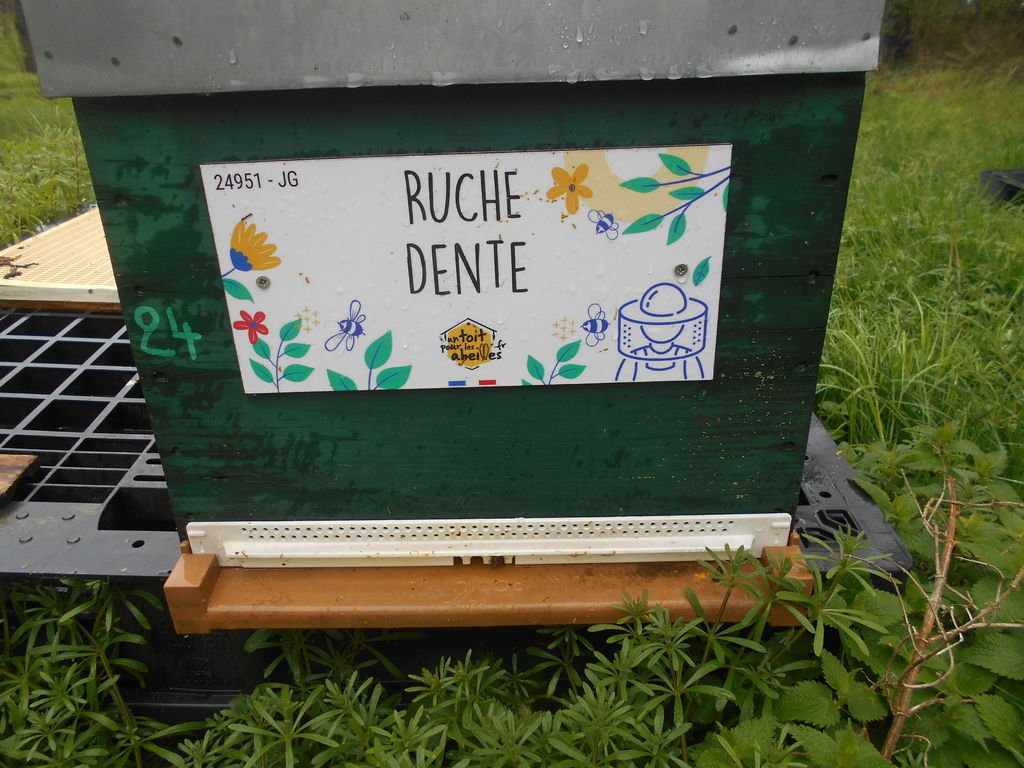 24951 - JG
RUCHE
DENTE
24
un toit
pour les .fr
abeilles